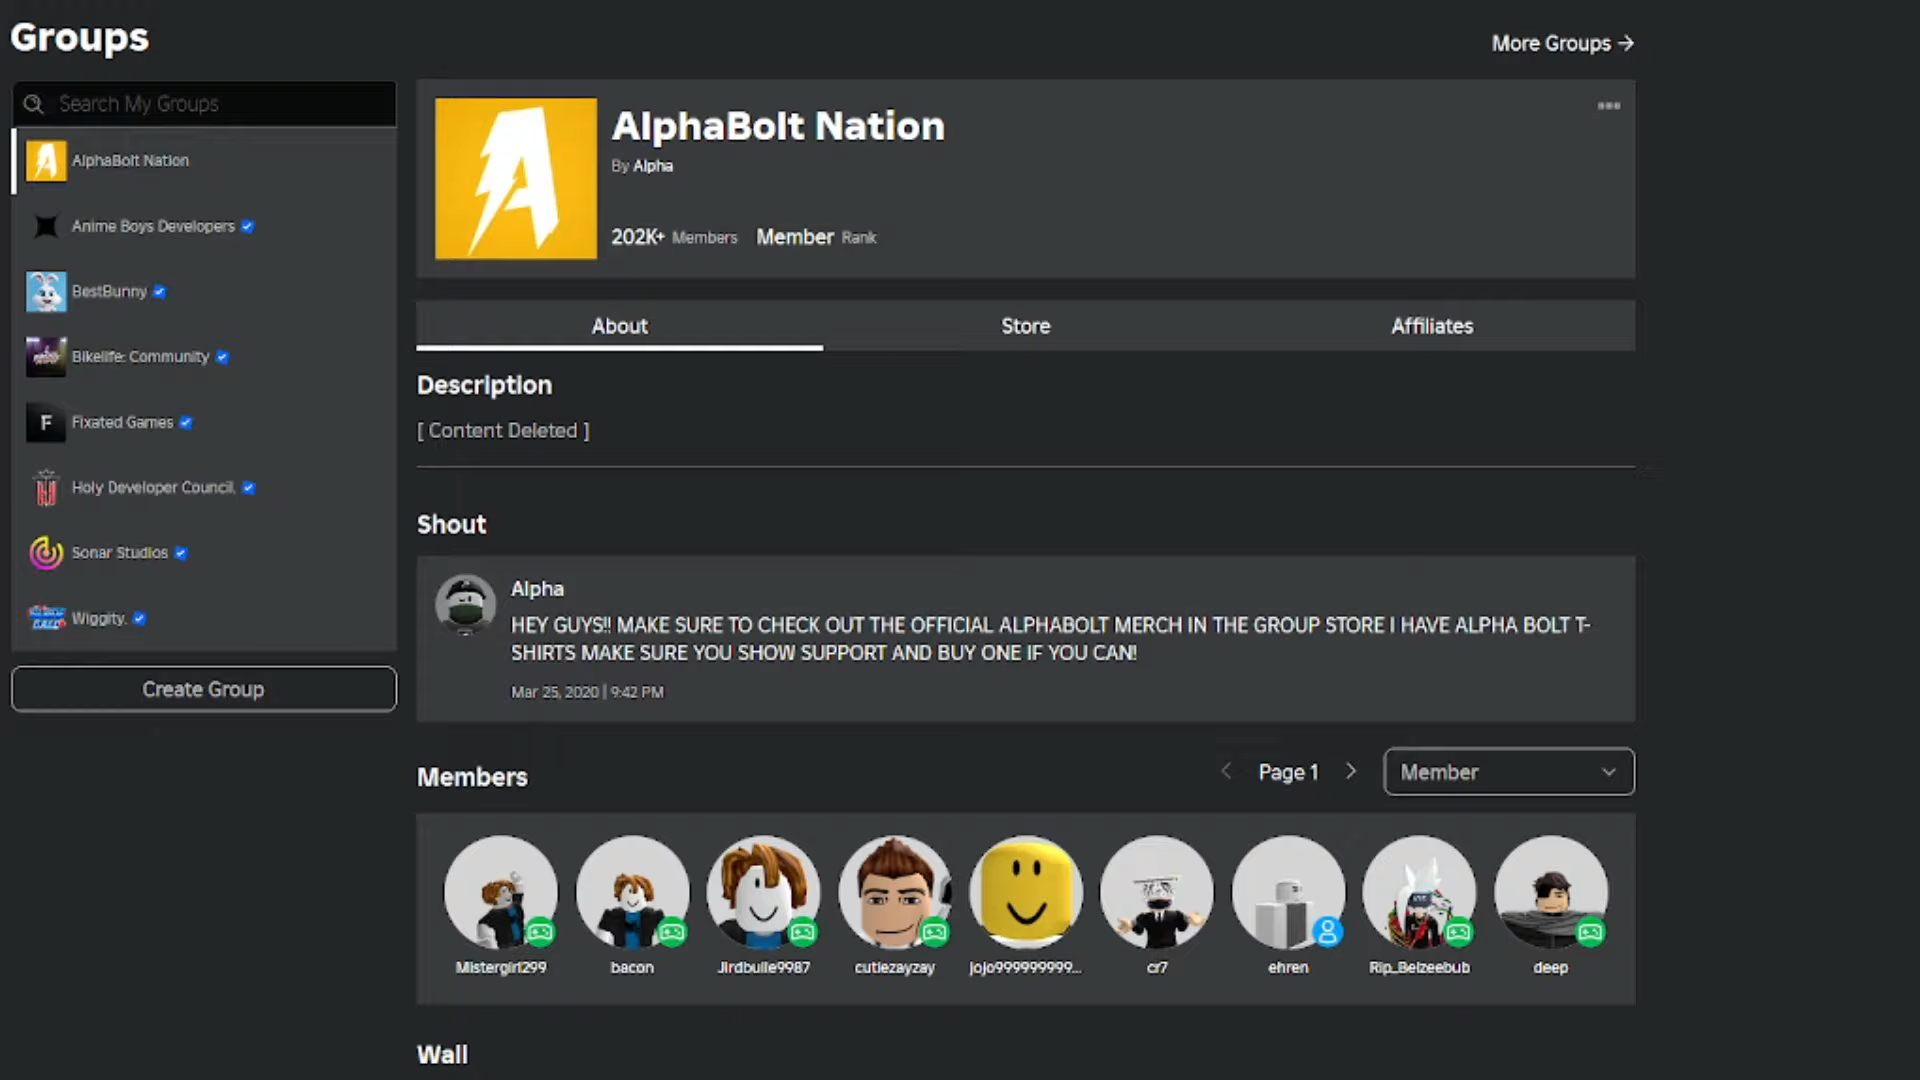 Groups
More Groups →
Search My Groups
AlphaBolt Nation
Anime Boys Developers
BestBunny
Bikelife: Community
F
Fixated Games
Holy Developer Council.
Sonar Studios
Wiggity.
Create Group
A
AlphaBolt Nation
By Alpha
202K+ Members Member Rank
About
Store
Affiliates
Description
[ Content Deleted ]
Shout
Alpha
HEY GUYS!! MAKE SURE TO CHECK OUT THE OFFICIAL ALPHABOLT MERCH IN THE GROUP STORE I HAVE ALPHA BOLT T-
SHIRTS MAKE SURE YOU SHOW SUPPORT AND BUY ONE IF YOU CAN!
Mar 25, 2020 | 9:42 PM
Members
Page 1
Member
Mistergirl299
bacon
cutiezayzay
jojo999999999...
cr7
ehren
Rip_Belzeebub
deep
Wall